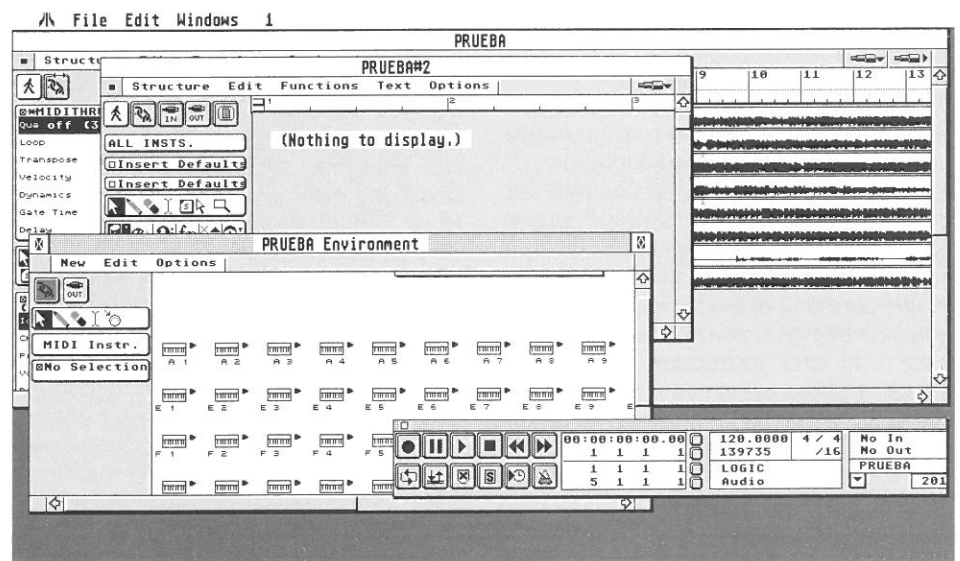 File Edit Windows 1
PRUEBA
Structu
9 10 11 12 13
PRUEBA#2
Structure Edit Functions Text Options
1 2 3
IN OUT
(Nothing to display.)
ALL INSTS.
Insert Defaults
Insert Defaults
MIDITHR
Qua off (3
Loop
Transpose
Velocity
Dynamics
Gate Time
Delay
PRUEBA Environment
New Edit Options
OUT
MIDI Instr.
No Selection
A 1 A 2 A 3 A 4 A 5 A 6 A 7 A 8 A 9
E 1 E 2 E 3 E 4 E 5 E 6 E 7 E 8 E 9 E
F 1 F 2 F 3 F 4 F 5
00:00:00:00.00 120.0000 4 / 4 No In
1 1 1 1 139735 /16 No Out
1 1 1 1 LOGIC PRUEBA
5 1 1 1 Audio 201